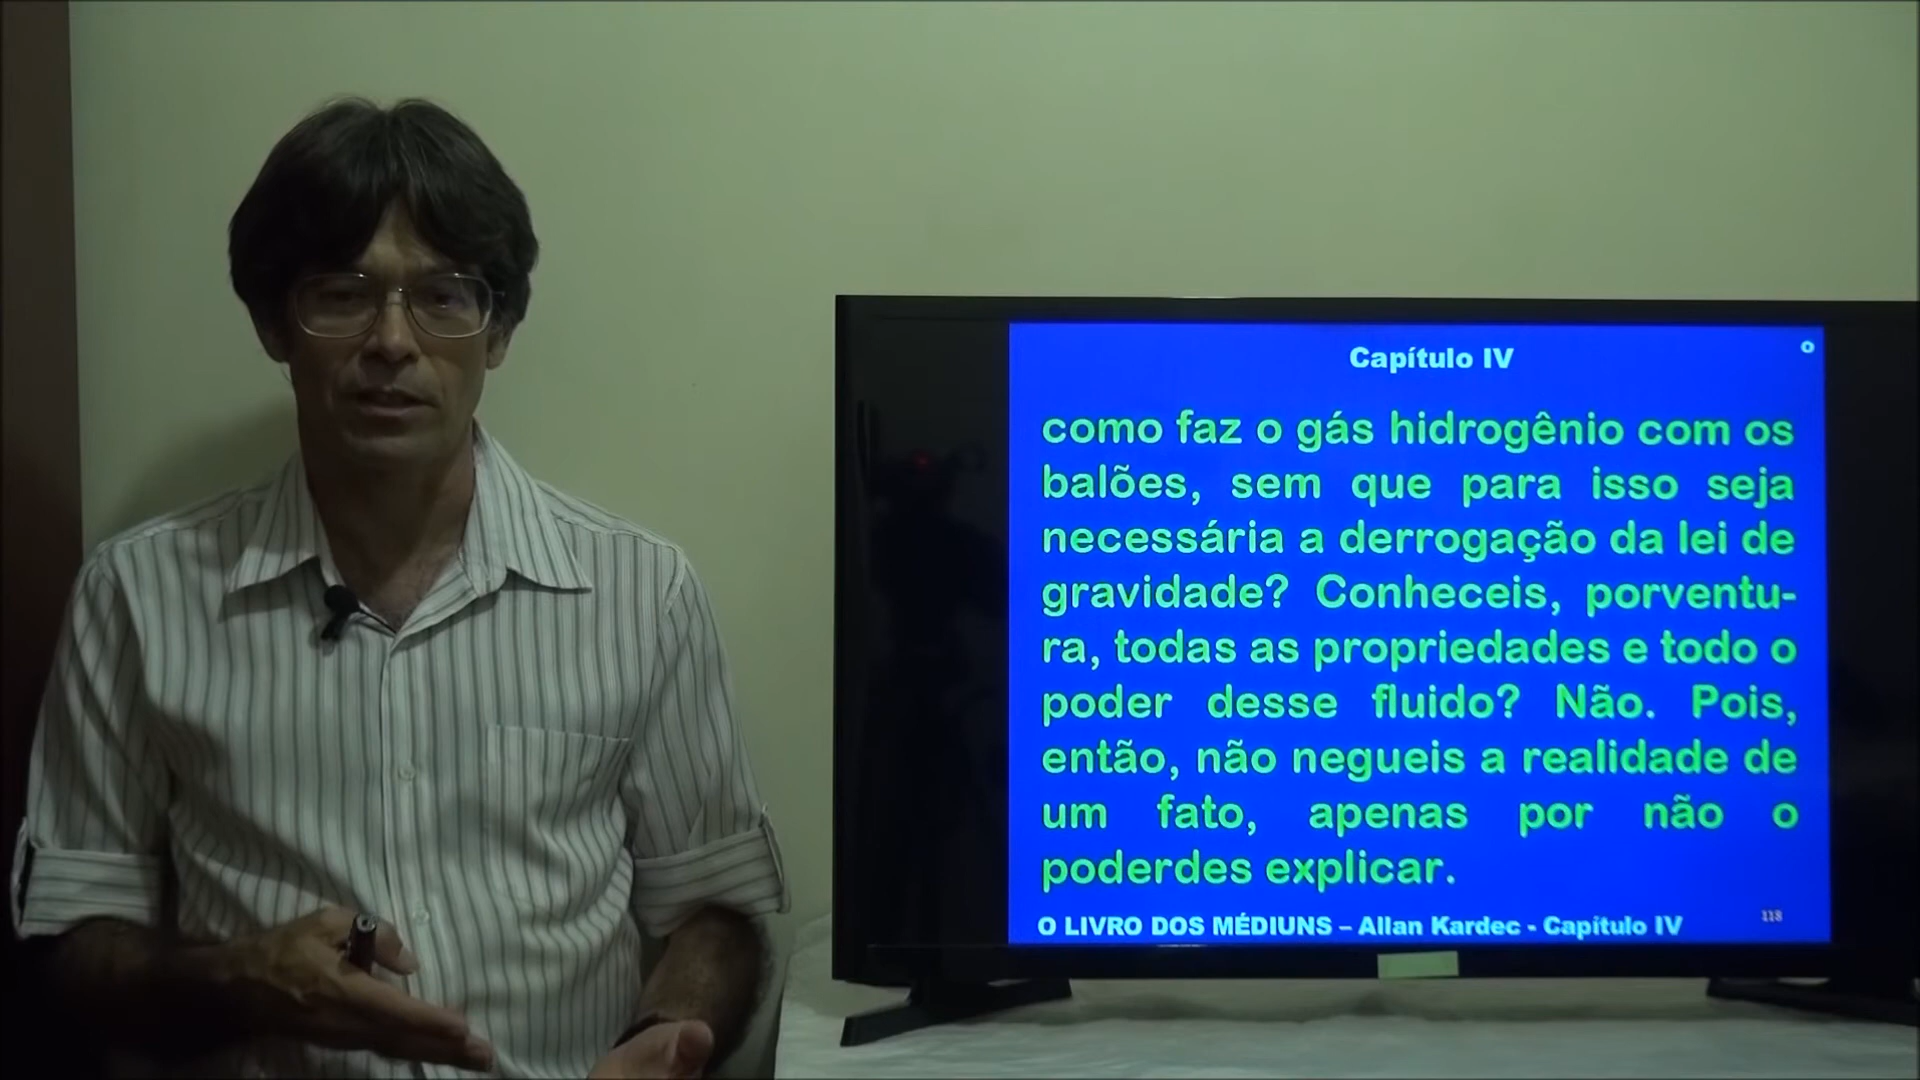 Capítulo IV
como faz o gás hidrogênio com os
balões, sem que para isso seja
necessária a derrogação da lei de
gravidade? Conheceis, porventu-
ra, todas as propriedades e todo o
poder desse fluido? Não. Pois,
então, não negueis a realidade de
um fato, apenas por não o
poderdes explicar.
O LIVRO DOS MÉDIUNS – Allan Kardec - Capítulo IV
118